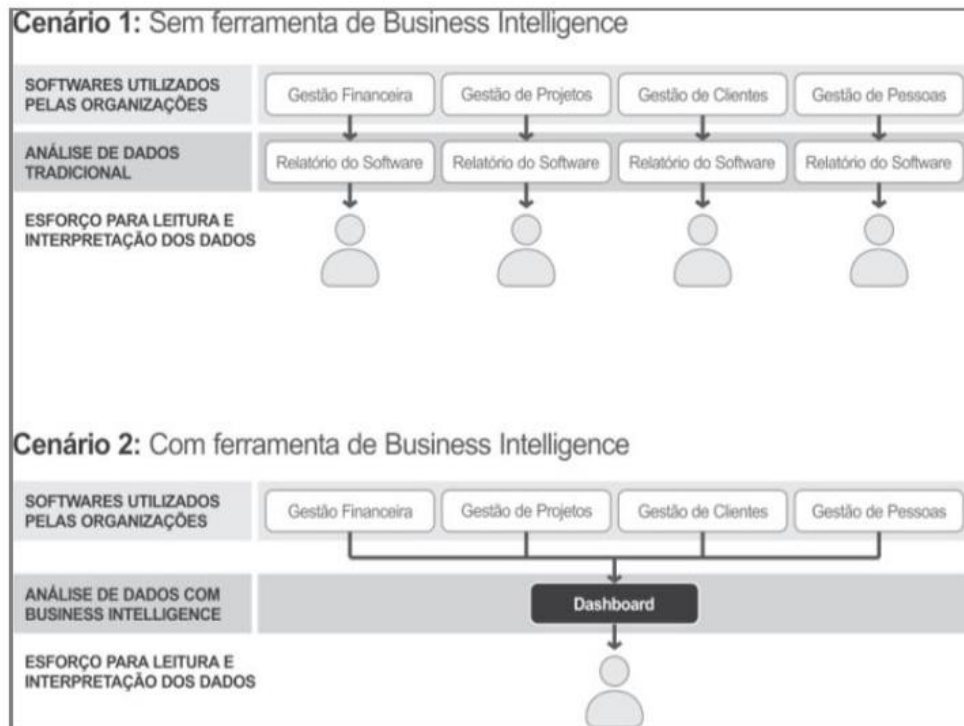 Cenário 1: Sem ferramenta de Business Intelligence
SOFTWARES UTILIZADOS
PELAS ORGANIZAÇÕES
Gestão Financeira
Gestão de Projetos
Gestão de Clientes
Gestão de Pessoas
ANÁLISE DE DADOS
TRADICIONAL
Relatório do Software
Relatório do Software
Relatório do Software
Relatório do Software
ESFORÇO PARA LEITURA E
INTERPRETAÇÃO DOS DADOS
Cenário 2: Com ferramenta de Business Intelligence
SOFTWARES UTILIZADOS
PELAS ORGANIZAÇÕES
Gestão Financeira
Gestão de Projetos
Gestão de Clientes
Gestão de Pessoas
ANÁLISE DE DADOS COM
BUSINESS INTELLIGENCE
Dashboard
ESFORÇO PARA LEITURA E
INTERPRETAÇÃO DOS DADOS